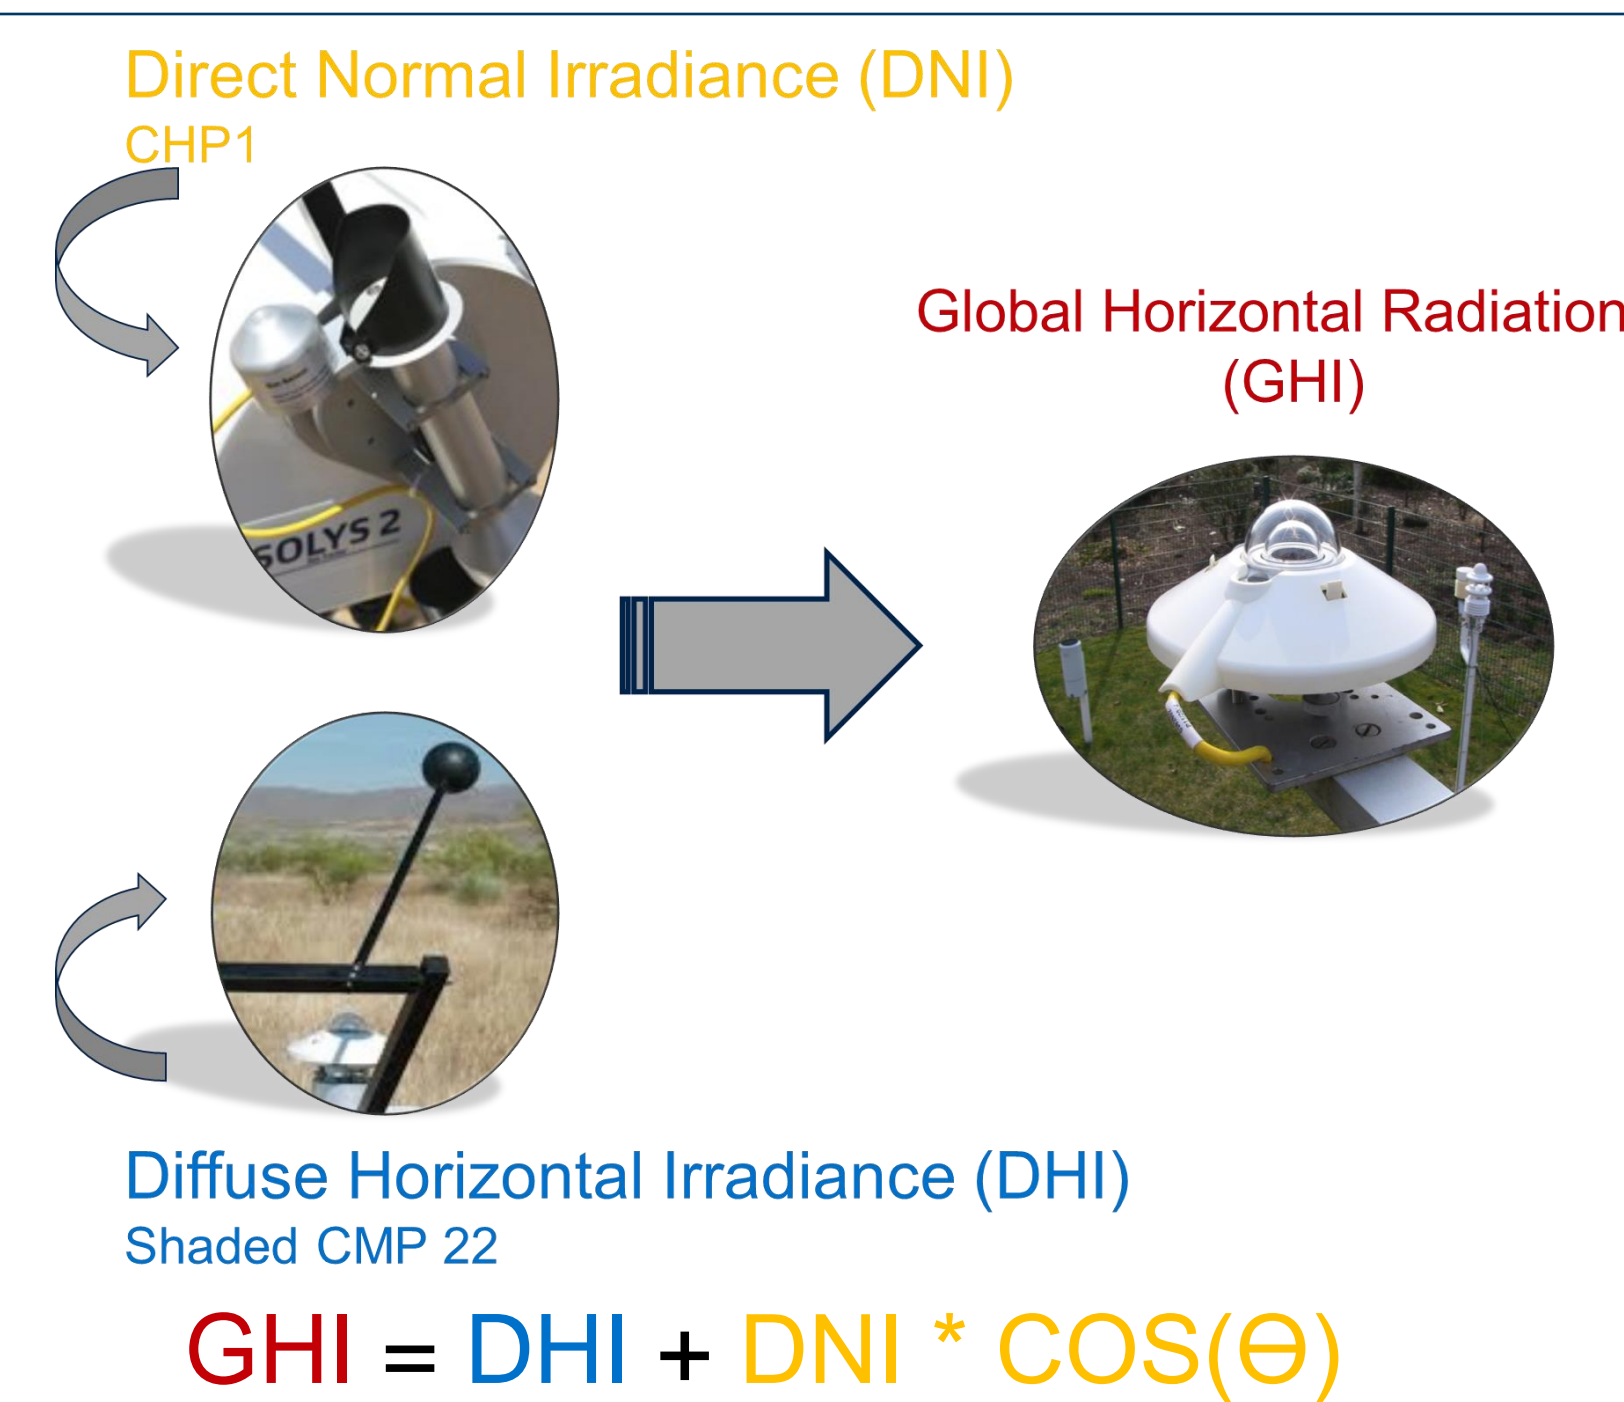 Direct Normal Irradiance (DNI)
CHP1
SOLYS 2
Global Horizontal Radiation
(GHI)
Diffuse Horizontal Irradiance (DHI)
Shaded CMP 22
GHI = DHI + DNI * COS(Θ)